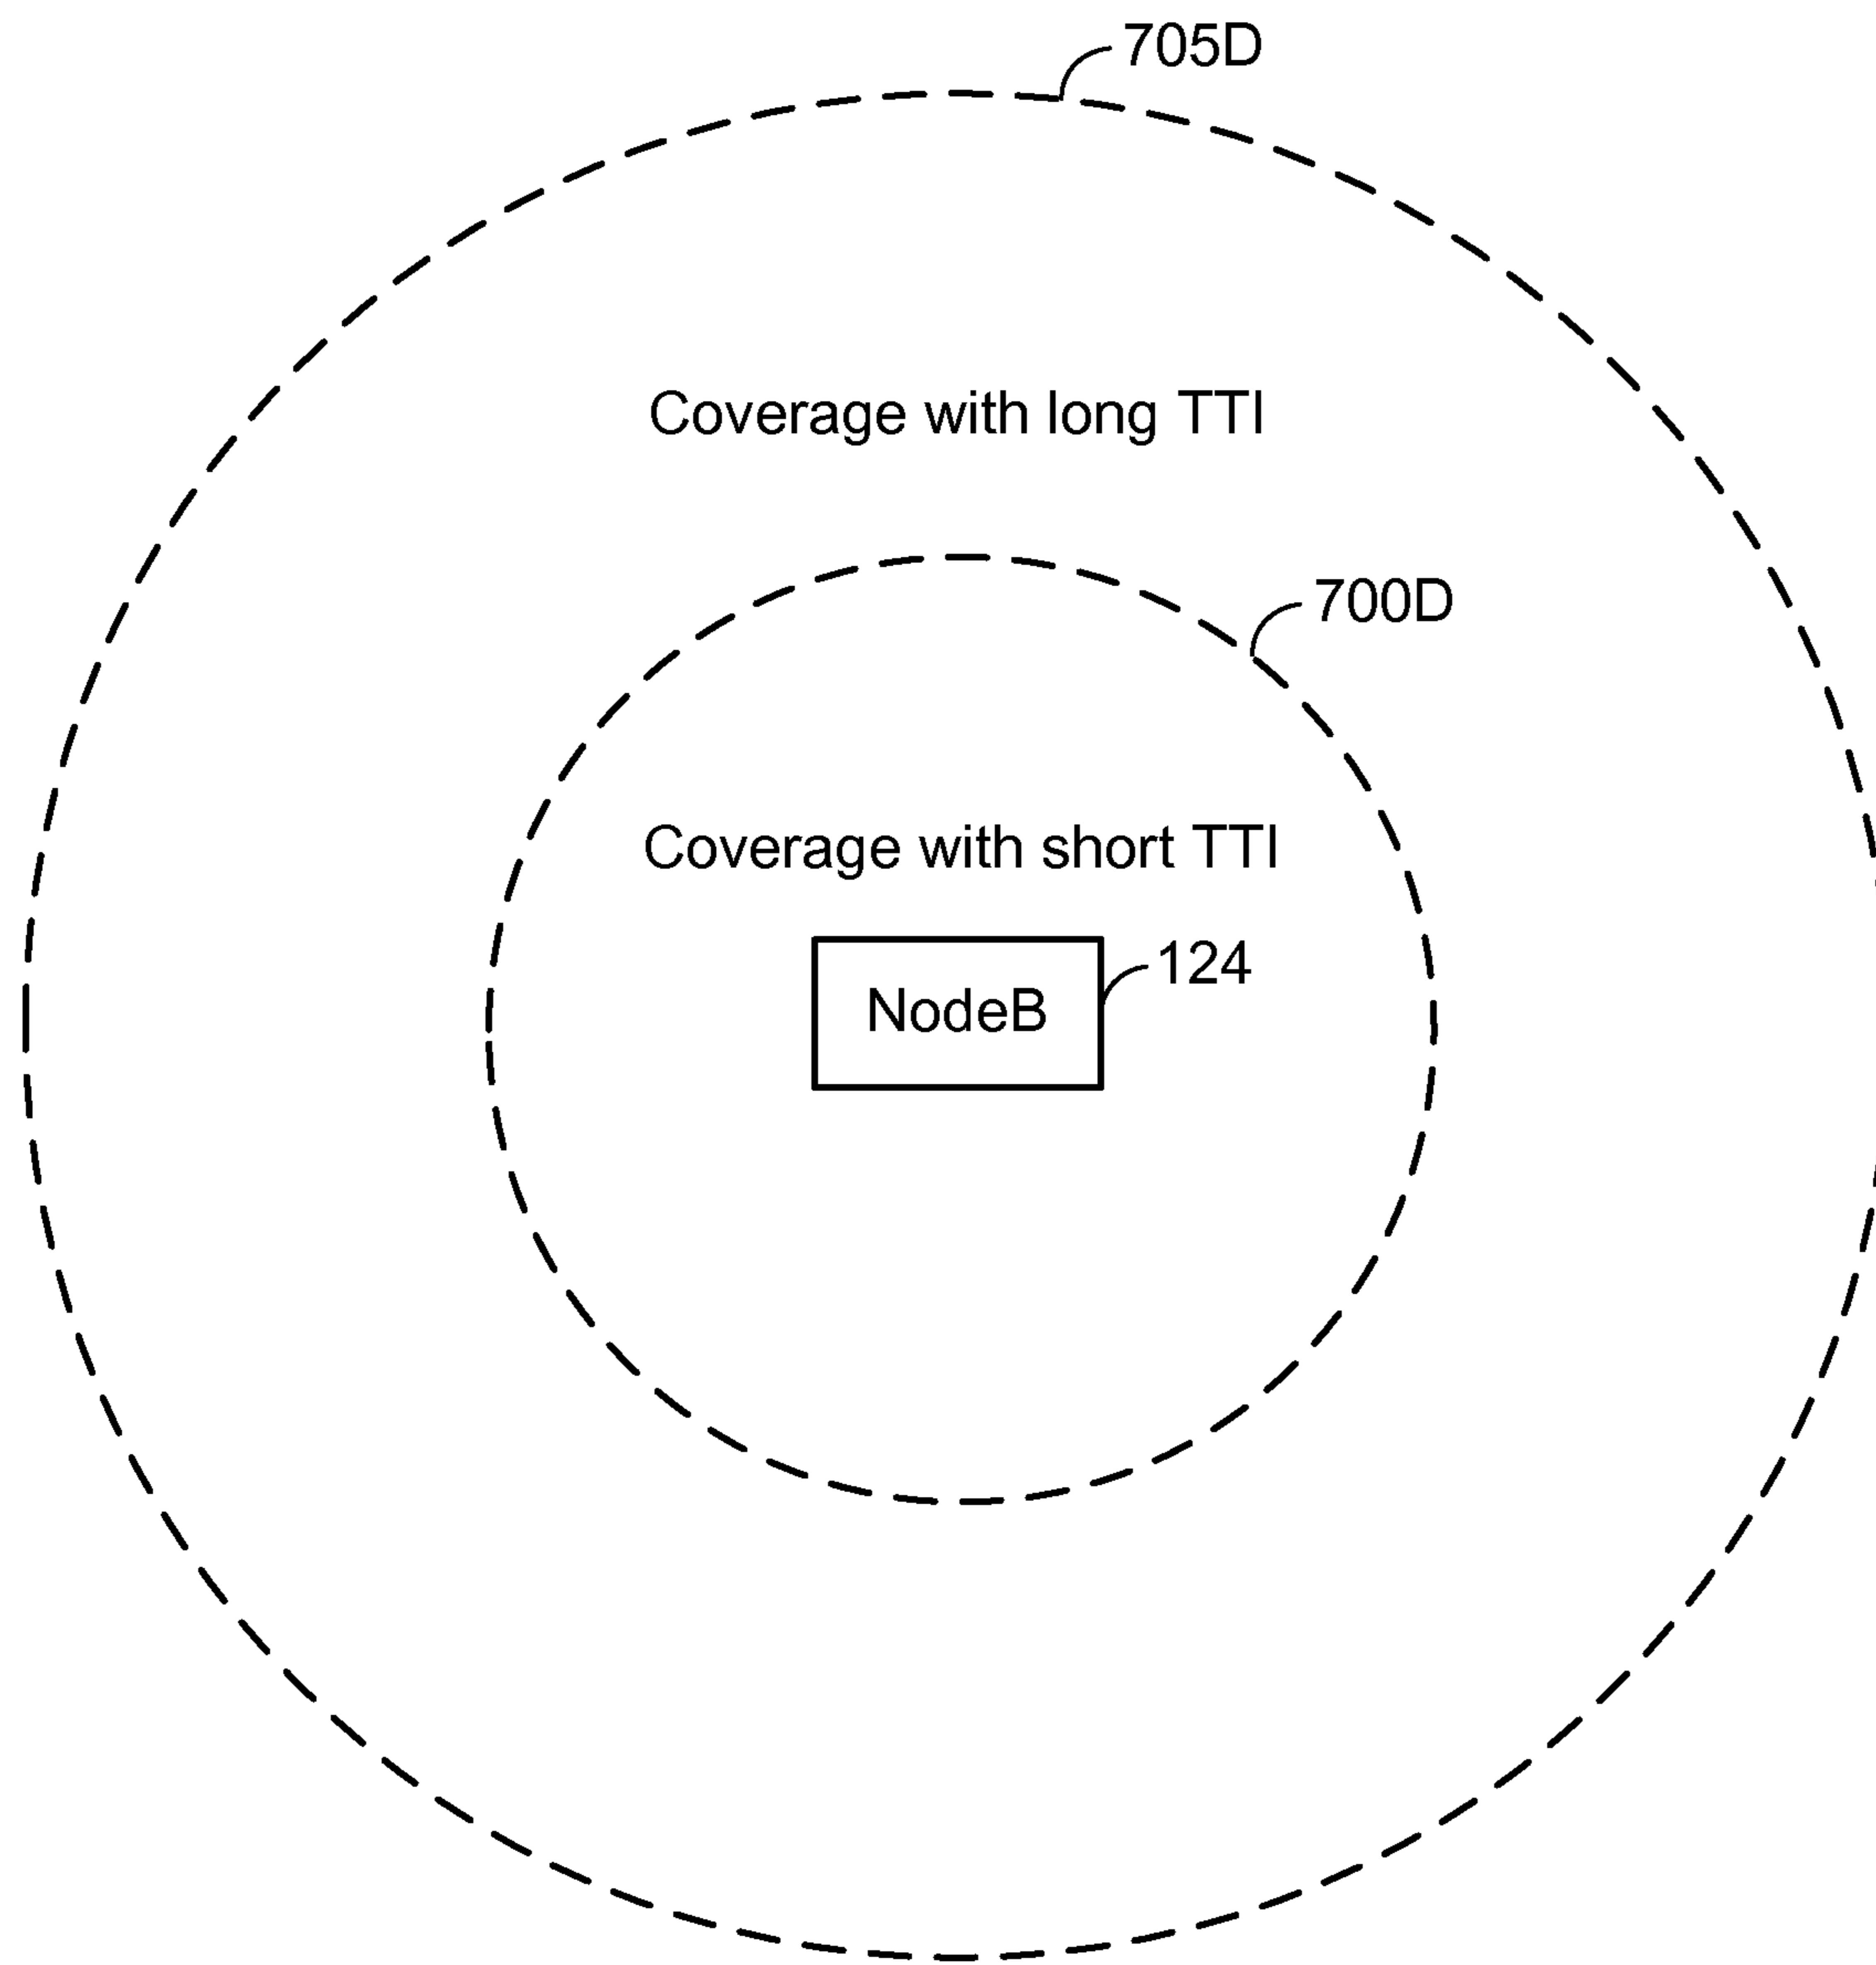 705D
Coverage with long TTI
700D
Coverage with short TTI
124
NodeB